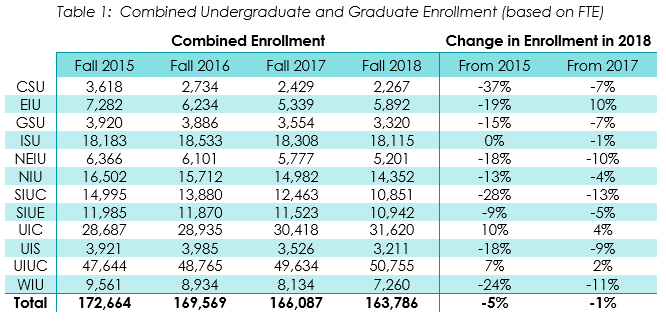 Table 1: Combined Undergraduate and Graduate Enrollment (based on FTE)
Combined Enrollment Change in Enrollment in 2018
Fall 2015 Fall 2016 Fall 2017 Fall 2018 From 2015 From 2017
CSU 3,618 2,734 2,429 2,267 -37% -7%
EIU 7,282 6,234 5,339 5,892 -19% 10%
GSU 3,920 3,886 3,554 3,320 -15% -7%
ISU 18,183 18,533 18,308 18,115 0% -1%
NEIU 6,366 6,101 5,777 5,201 -18% -10%
NIU 16,502 15,712 14,982 14,352 -13% -4%
SIUC 14,995 13,880 12,463 10,851 -28% -13%
SIUE 11,985 11,870 11,523 10,942 -9% -5%
UIC 28,687 28,935 30,418 31,620 10% 4%
UIS 3,921 3,985 3,526 3,211 -18% -9%
UIUC 47,644 48,765 49,634 50,755 7% 2%
WIU 9,561 8,934 8,134 7,260 -24% -11%
Total 172,664 169,569 166,087 163,786 -5% -1%